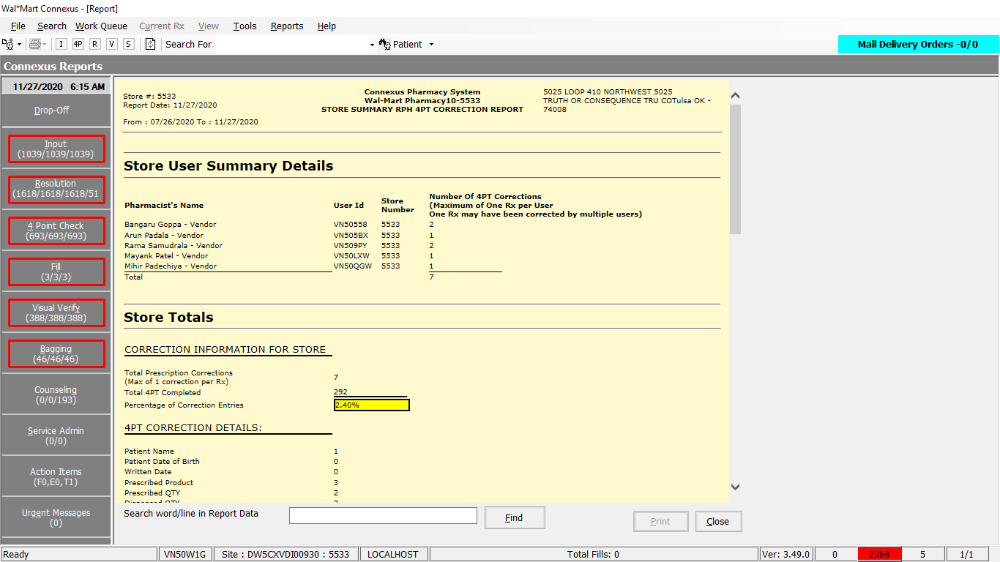 Wal*Mart Connexus - [Report]
File Search Work Queue Current Rx View Tools Reports Help
I 4P R V S Search For Patient Mail Delivery Orders -0/0
Connexus Reports
11/27/2020 6:15 AM
Drop-Off
Input
(1039/1039/1039)
Resolution
(1618/1618/1618/51
4 Point Check
(693/693/693)
Fill
(3/3/3)
Visual Verify
(388/388/388)
Bagging
(46/46/46)
Counseling
(0/0/193)
Service Admin
(0/0)
Action Items
(F0,E0,T1)
Urgent Messages
(0)
Store #: 5533
Report Date: 11/27/2020
From : 07/26/2020 To : 11/27/2020
Connexus Pharmacy System
Wal-Mart Pharmacy10-5533
STORE SUMMARY RPH 4PT CORRECTION REPORT
5025 LOOP 410 NORTHWEST 5025
TRUTH OR CONSEQUENCE TRU COTulsa OK -
74008
Store User Summary Details
Pharmacist's Name User Id Store Number Number Of 4PT Corrections
(Maximum of One Rx per User
One Rx may have been corrected by multiple users)
Bangaru Goppa - Vendor VN50558 5533 2
Arun Padala - Vendor VN505BX 5533 1
Rama Samudrala - Vendor VN509PY 5533 2
Mayank Patel - Vendor VN50LXW 5533 1
Mihir Padechiya - Vendor VN50QGW 5533 1
Total 7
Store Totals
CORRECTION INFORMATION FOR STORE
Total Prescription Corrections
(Max of 1 correction per Rx) 7
Total 4PT Completed 292
Percentage of Correction Entries 2.40%
4PT CORRECTION DETAILS:
Patient Name 1
Patient Date of Birth 0
Written Date 0
Prescribed Product 3
Prescribed QTY 2
Dispensed QTY 2
Search word/line in Report Data Find Print Close
Ready VN50W1G Site : DW5CXVDI00930 : 5533 LOCALHOST Total Fills: 0 Ver: 3.49.0 0 2088 5 1/1